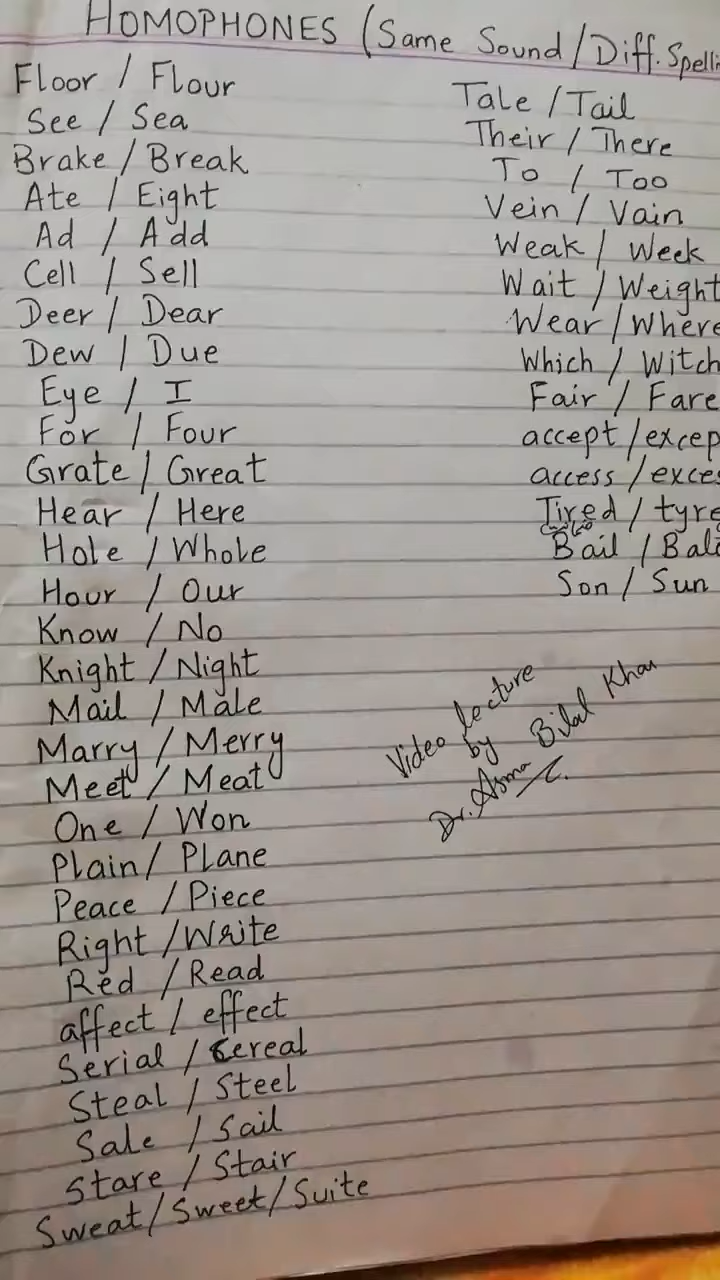 HOMOPHONES (Same Sound/Diff. Spelli
Floor / Flour
See / Sea
Brake / Break
Ate / Eight
Ad / Add
Cell / Sell
Deer / Dear
Dew / Due
Eye / I
For / Four
Grate / Great
Hear / Here
Hole / Whole
Hour / Our
Know / No
Knight / Night
Mail / Male
Marry / Merry
Meet / Meat
One / Won
Plain / Plane
Peace / Piece
Right / Write
Red / Read
affect / effect
Serial / Cereal
Steal / Steel
Sale / Sail
Stare / Stair
Sweat/Sweet/Suite
Tale / Tail
Their / There
To / Too
Vein / Vain
Weak / Week
Wait / Weight
Wear / Where
Which / Witch
Fair / Fare
accept / excep
access / exces
Tired / tyre
Bail / Bal
Son / Sun
Video lecture
by
Dr. Asma Bilal Khan